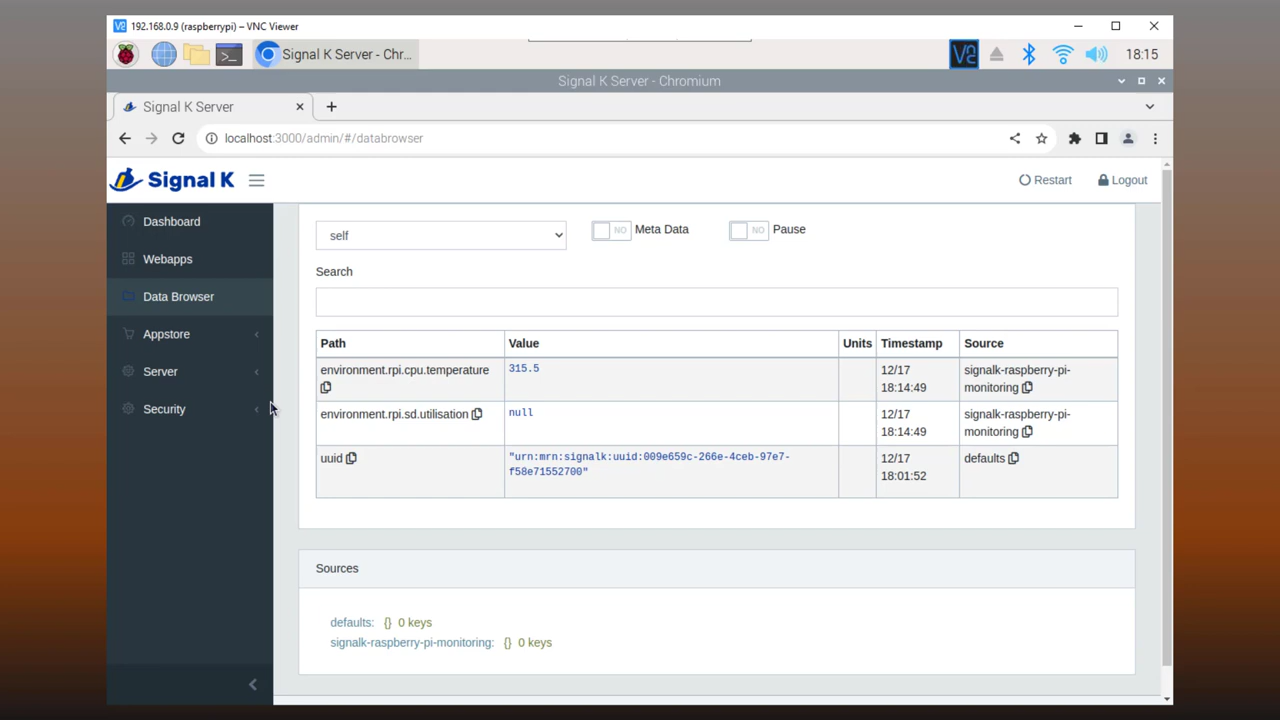 192.168.0.9 (raspberrypi) – VNC Viewer
Signal K Server - Chr...
18:15
Signal K Server - Chromium
Signal K Server
localhost:3000/admin/#/databrowser
Signal K
Restart
Logout
Dashboard
Webapps
Data Browser
Appstore
Server
Security
self
NO
Meta Data
NO
Pause
Search
Path Value Units Timestamp Source
environment.rpi.cpu.temperature 315.5 12/17 signalk-raspberry-pi-
18:14:49 monitoring
environment.rpi.sd.utilisation null 12/17 signalk-raspberry-pi-
18:14:49 monitoring
uuid "urn:mrn:signalk:uuid:009e659c-266e-4ceb-97e7- 12/17 defaults
f58e71552700" 18:01:52
Sources
defaults: {} 0 keys
signalk-raspberry-pi-monitoring: {} 0 keys